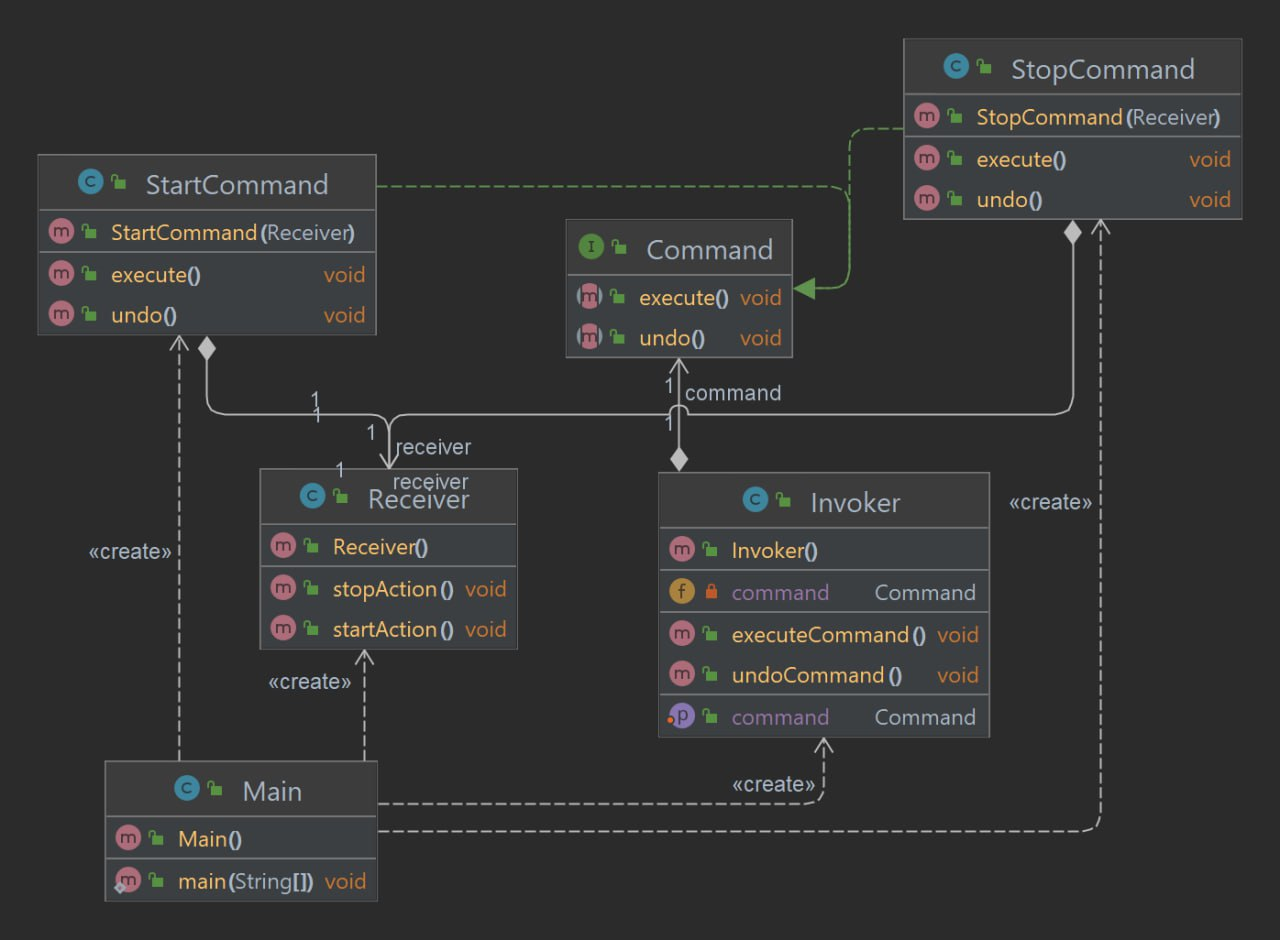 StopCommand
StopCommand(Receiver)
execute() void
undo() void
StartCommand
StartCommand(Receiver)
execute() void
undo() void
Command
execute() void
undo() void
1
command
1
1
1
1
receiver
1
receiver
Receiver
Receiver()
stopAction() void
startAction() void
Invoker
Invoker()
command Command
executeCommand() void
undoCommand() void
command Command
«create»
«create»
«create»
«create»
Main
Main()
main(String[]) void